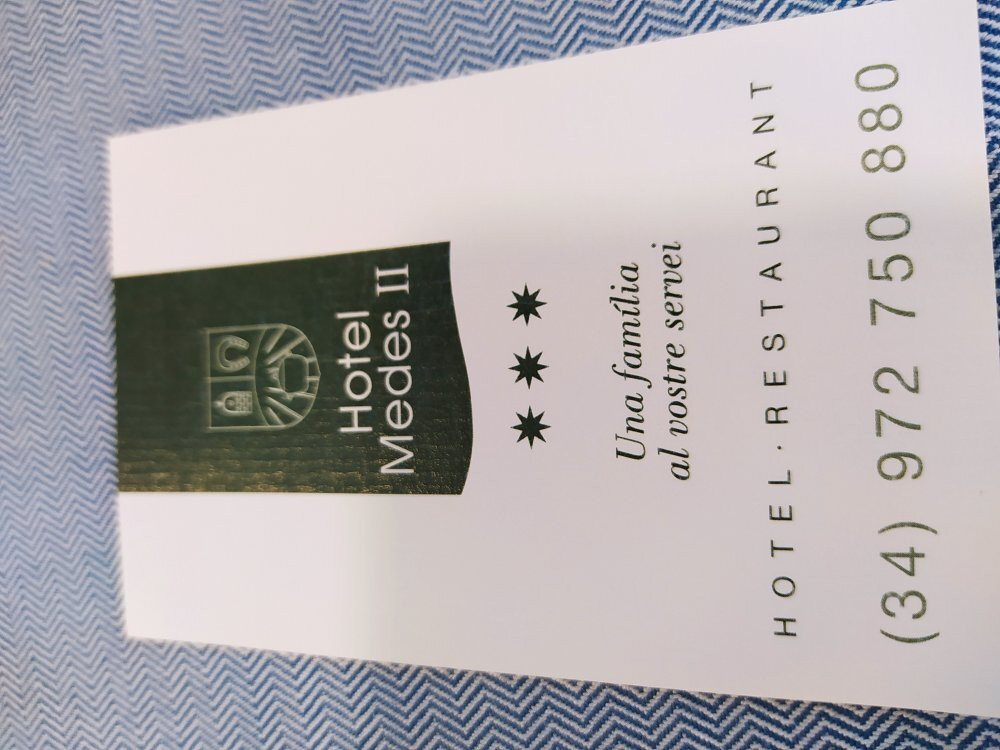 Hotel
Medes II
Una família
al vostre servei
HOTEL·RESTAURANT
(34) 972 750 880